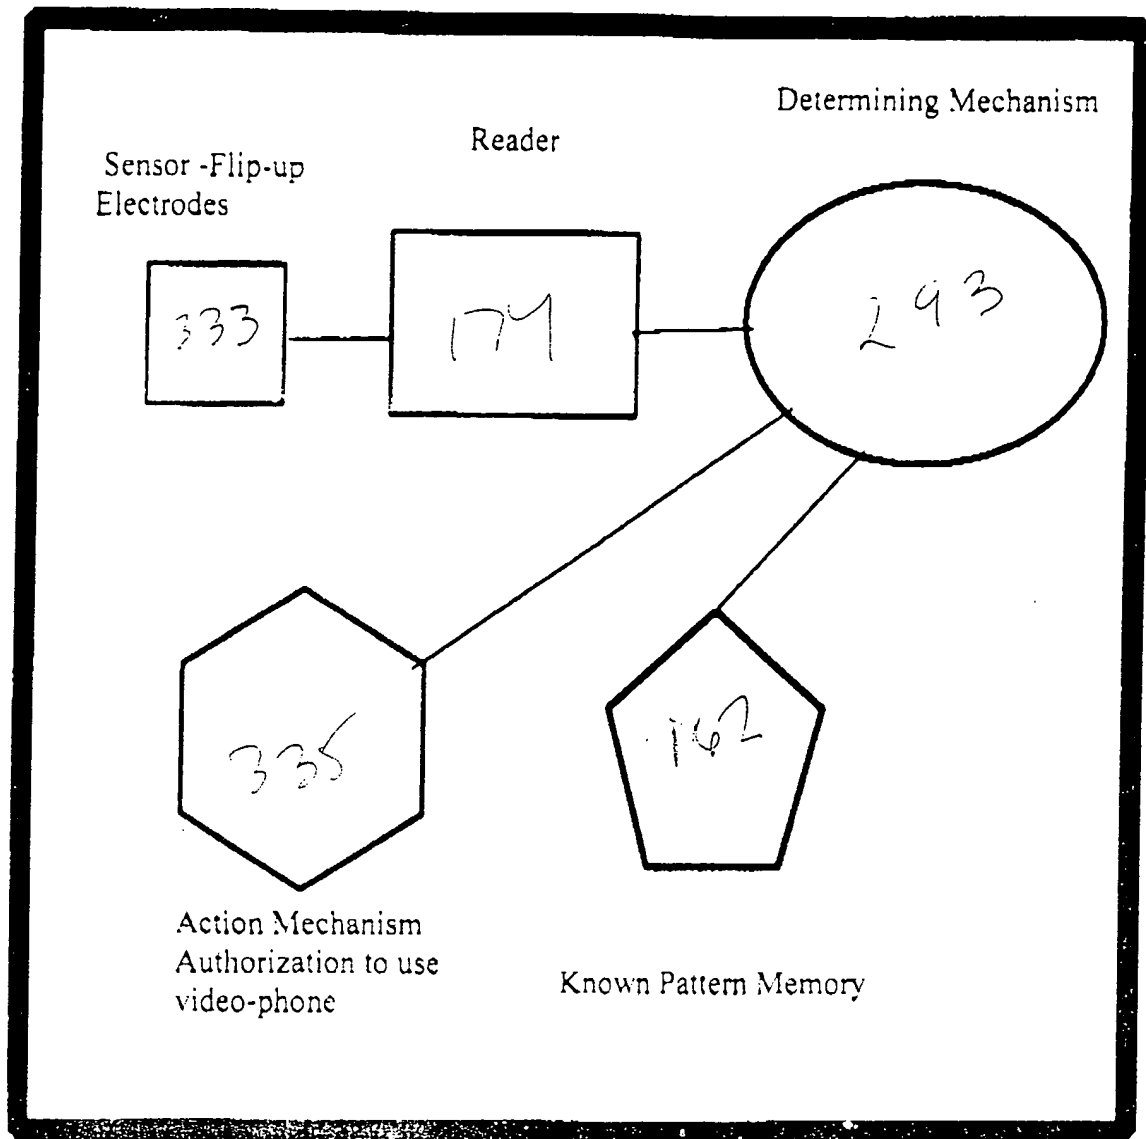 Determining Mechanism
Reader
Sensor -Flip-up
Electrodes
333
174
293
335
162
Action Mechanism
Authorization to use
video-phone
Known Pattern Memory